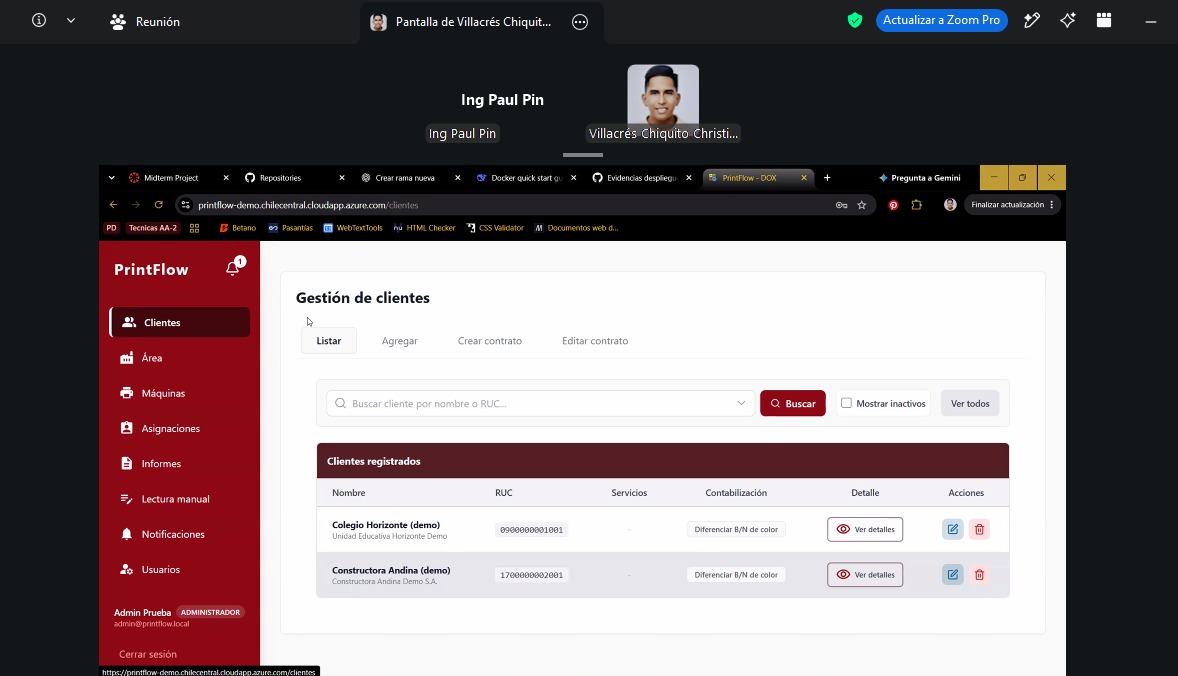 Reunión
Pantalla de Villacrés Chiquit...
Actualizar a Zoom Pro
Ing Paul Pin
Ing Paul Pin
Villacrés Chiquito Christi...
Midterm Project
Repositories
Crear rama nueva
Docker quick start gu
Evidencias despliegu
PrintFlow - DOX
Pregunta a Gemini
printflow-demo.chilecentral.cloudapp.azure.com/clientes
Finalizar actualización
PD
Tecnicas AA-2
Betano
Pasantías
WebTextTools
HTML Checker
CSS Validator
Documentos web d...
PrintFlow
1
Clientes
Área
Máquinas
Asignaciones
Informes
Lectura manual
Notificaciones
Usuarios
Admin Prueba ADMINISTRADOR
admin@printflow.local
Cerrar sesión
https://printflow-demo.chilecentral.cloudapp.azure.com/clientes
Gestión de clientes
Listar Agregar Crear contrato Editar contrato
Buscar cliente por nombre o RUC...
Buscar
Mostrar inactivos
Ver todos
Clientes registrados
Nombre RUC Servicios Contabilización Detalle Acciones
Colegio Horizonte (demo)
Unidad Educativa Horizonte Demo
0900000001001 - Diferenciar B/N de color Ver detalles
Constructora Andina (demo)
Constructora Andina Demo S.A.
1700000002001 - Diferenciar B/N de color Ver detalles